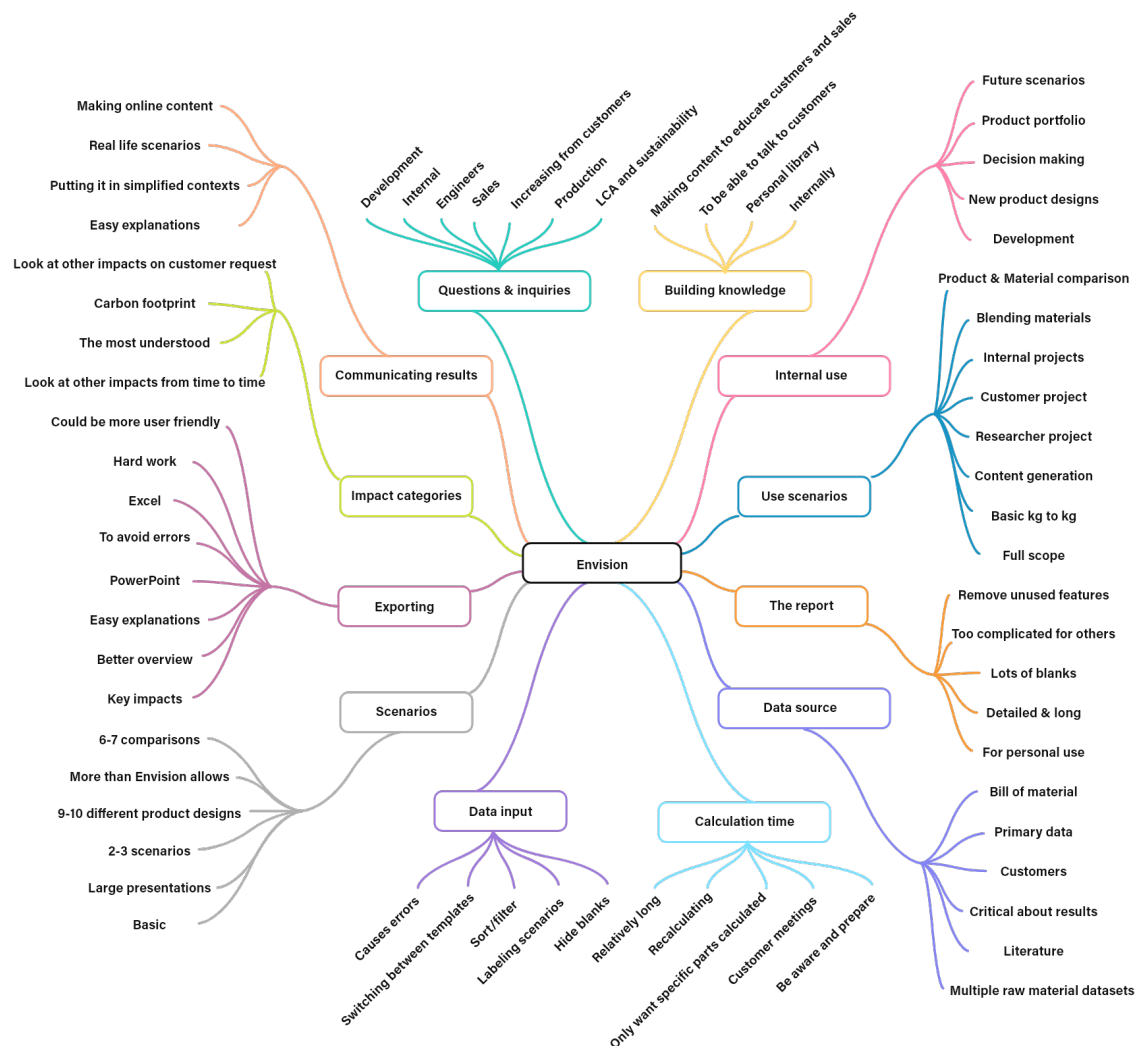 Making online content
Real life scenarios
Putting it in simplified contexts
Easy explanations
Communicating results
Development
Internal
Engineers
Sales
Increasing from customers
Production
LCA and sustainability
Questions & inquiries
Making content to educate custmers and sales
To be able to talk to customers
Personal library
Internally
Building knowledge
Future scenarios
Product portfolio
Decision making
New product designs
Development
Internal use
Look at other impacts on customer request
Carbon footprint
The most understood
Look at other impacts from time to time
Impact categories
Product & Material comparison
Blending materials
Internal projects
Customer project
Researcher project
Content generation
Basic kg to kg
Full scope
Use scenarios
Envision
Could be more user friendly
Hard work
Excel
To avoid errors
PowerPoint
Easy explanations
Better overview
Key impacts
Exporting
The report
Remove unused features
Too complicated for others
Lots of blanks
Detailed & long
For personal use
Scenarios
6-7 comparisons
More than Envision allows
9-10 different product designs
2-3 scenarios
Large presentations
Basic
Data source
Bill of material
Primary data
Customers
Critical about results
Literature
Multiple raw material datasets
Data input
Causes errors
Switching between templates
Sort/filter
Labeling scenarios
Hide blanks
Calculation time
Relatively long
Recalculating
Only want specific parts calculated
Customer meetings
Be aware and prepare